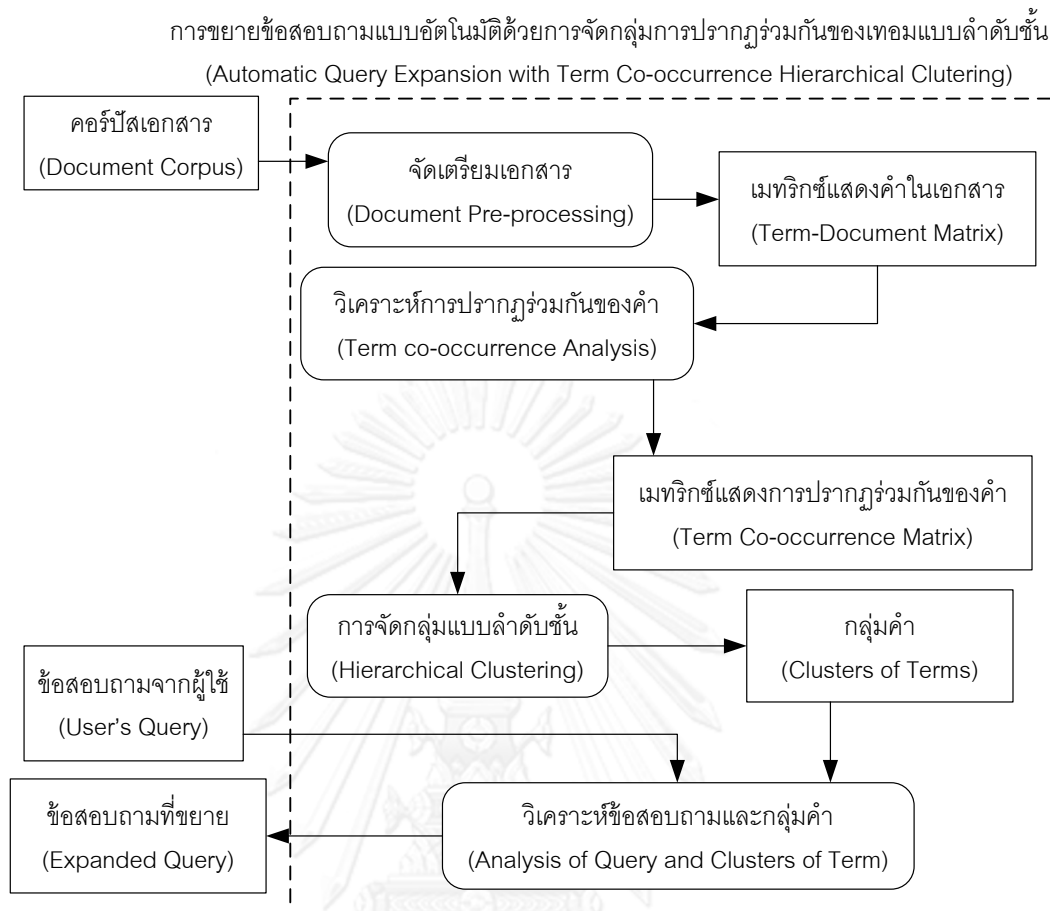 การขยายข้อสอบถามแบบอัตโนมัติด้วยการจัดกลุ่มการปรากฏร่วมกันของเทอมแบบลำดับชั้น
(Automatic Query Expansion with Term Co-occurrence Hierarchical Clutering)
คอร์ปัสเอกสาร
(Document Corpus)
จัดเตรียมเอกสาร
(Document Pre-processing)
เมทริกซ์แสดงคำในเอกสาร
(Term-Document Matrix)
วิเคราะห์การปรากฏร่วมกันของคำ
(Term co-occurrence Analysis)
เมทริกซ์แสดงการปรากฏร่วมกันของคำ
(Term Co-occurrence Matrix)
การจัดกลุ่มแบบลำดับชั้น
(Hierarchical Clustering)
กลุ่มคำ
(Clusters of Terms)
ข้อสอบถามจากผู้ใช้
(User's Query)
ข้อสอบถามที่ขยาย
(Expanded Query)
วิเคราะห์ข้อสอบถามและกลุ่มคำ
(Analysis of Query and Clusters of Term)